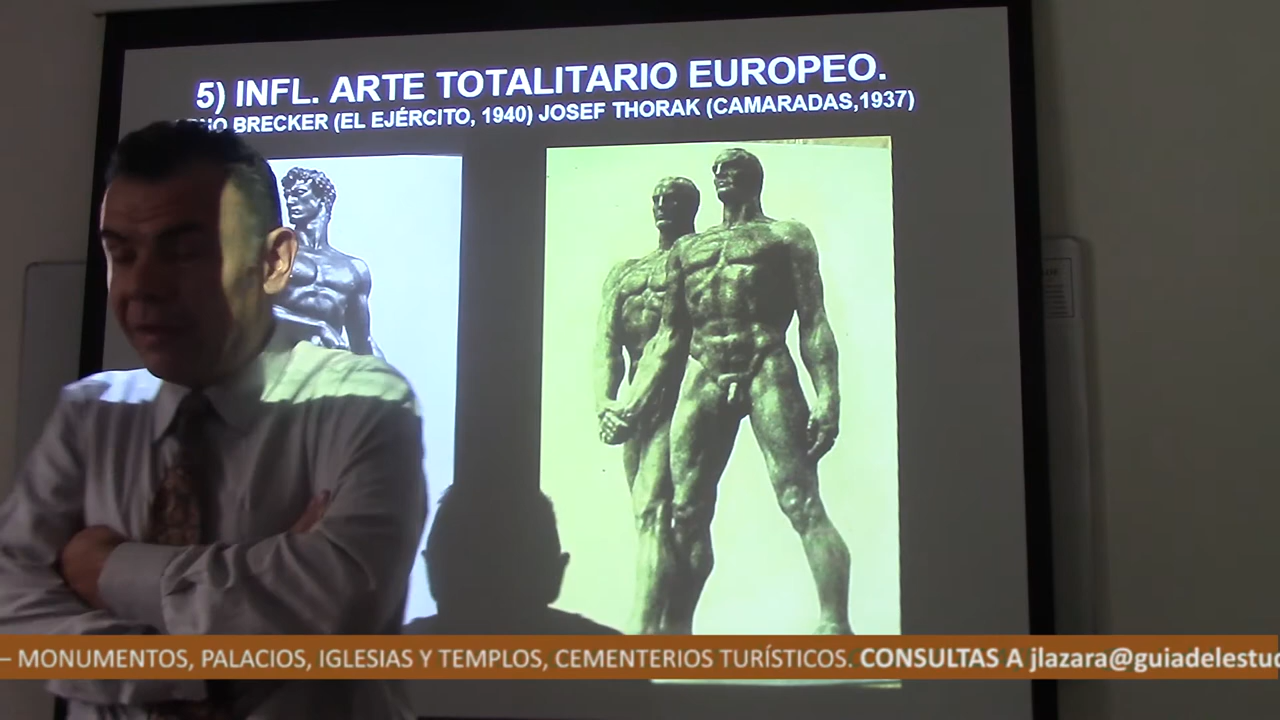 5) INFL. ARTE TOTALITARIO EUROPEO.
BRECKER (EL EJÉRCITO, 1940) JOSEF THORAK (CAMARADAS,1937)
– MONUMENTOS, PALACIOS, IGLESIAS Y TEMPLOS, CEMENTERIOS TURÍSTICOS. CONSULTAS A jlazara@guiadelestud